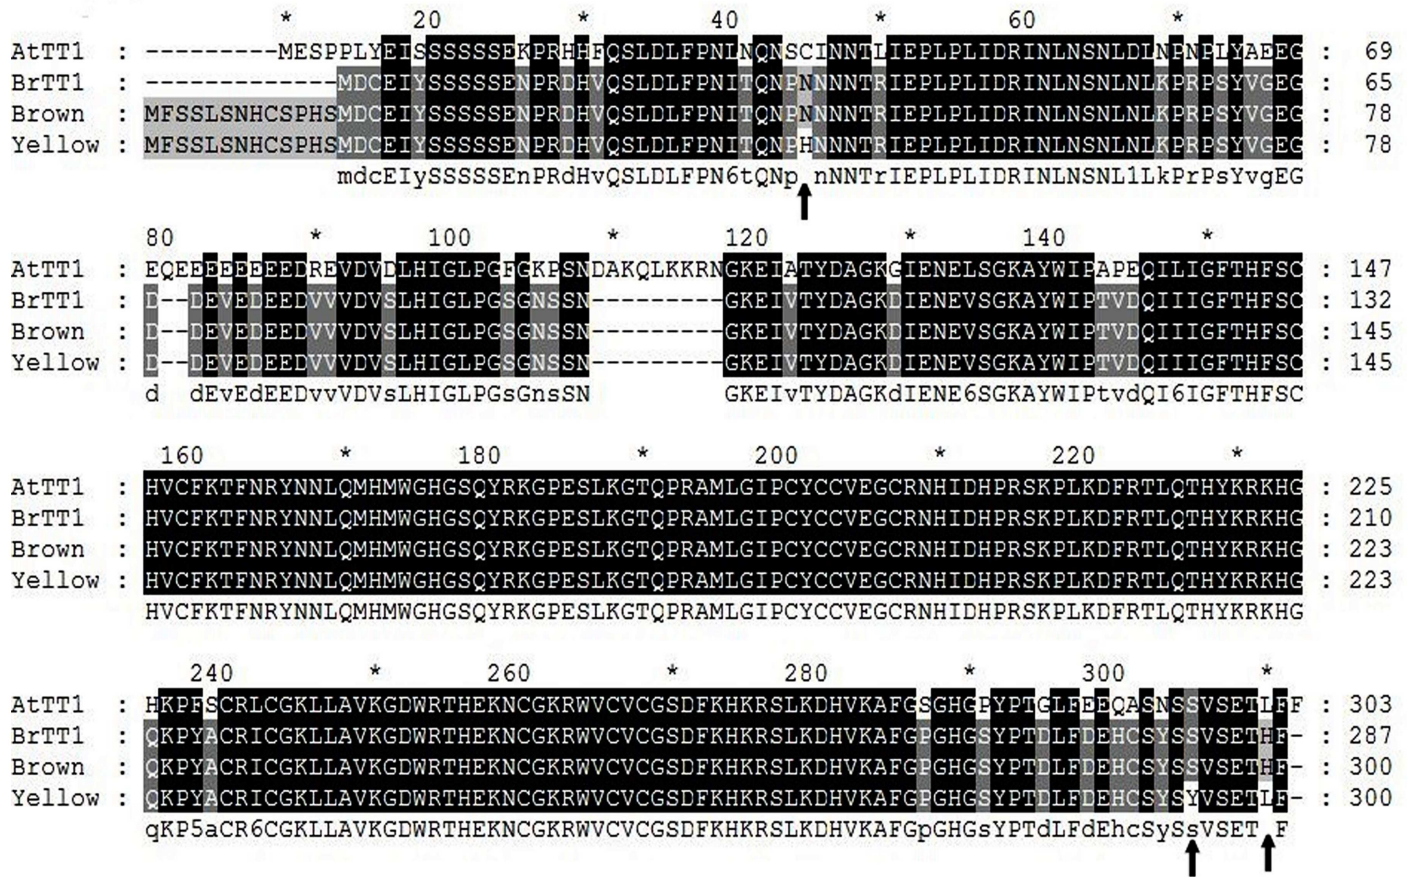 * 20 * 40 * 60 *
AtTT1 : ---------MESPPLYEISSSSSSEKPRHHFQSLDLFPNLNQNSCINNTLIEPLPLIDRINLNSNLDLNPNPLYAEEG : 69
BrTT1 : -------------MDCEIYSSSSSENPRDHVQSLDLFPNITQNPNNNNTRIEPLPLIDRINLNSNLNLKPRPSYVGEG : 65
Brown : MFSSLSNHCSPHSMDCEIYSSSSSENPRDHVQSLDLFPNITQNPNNNNTRIEPLPLIDRINLNSNLNLKPRPSYVGEG : 78
Yellow : MFSSLSNHCSPHSMDCEIYSSSSSENPRDHVQSLDLFPNITQNPHNNNTRIEPLPLIDRINLNSNLNLKPRPSYVGEG : 78
mdcEIySSSSSEnPRdHvQSLDLFPN6tQNp nNNTrIEPLPLIDRINLNSNL1LkPrPsYvgEG
80 * 100 * 120 * 140 *
AtTT1 : EQEEEEEEEEDREVDVDLHIGLPGFGKPSNDAKQLKKRNGKEIATYDAGKGIENELSGKAYWIPAPEQILIGFTHFSC : 147
BrTT1 : D--DEVEDEEDVVVDVSLHIGLPGSGNSSN---------GKEIVTYDAGKDIENEVSGKAYWIPTVDQIIIGFTHFSC : 132
Brown : D--DEVEDEEDVVVDVSLHIGLPGSGNSSN---------GKEIVTYDAGKDIENEVSGKAYWIPTVDQIIIGFTHFSC : 145
Yellow : D--DEVEDEEDVVVDVSLHIGLPGSGNSSN---------GKEIVTYDAGKDIENEVSGKAYWIPTVDQIIIGFTHFSC : 145
d dEvEdEEDvvVDVsLHIGLPGsGnsSN GKEIvTYDAGKdIENE6SGKAYWIPtvdQI6IGFTHFSC
160 * 180 * 200 * 220 *
AtTT1 : HVCFKTFNRYNNLQMHMWGHGSQYRKGPESLKGTQPRAMLGIPCYCCVEGCRNHIDHPRSKPLKDFRTLQTHYKRKHG : 225
BrTT1 : HVCFKTFNRYNNLQMHMWGHGSQYRKGPESLKGTQPRAMLGIPCYCCVEGCRNHIDHPRSKPLKDFRTLQTHYKRKHG : 210
Brown : HVCFKTFNRYNNLQMHMWGHGSQYRKGPESLKGTQPRAMLGIPCYCCVEGCRNHIDHPRSKPLKDFRTLQTHYKRKHG : 223
Yellow : HVCFKTFNRYNNLQMHMWGHGSQYRKGPESLKGTQPRAMLGIPCYCCVEGCRNHIDHPRSKPLKDFRTLQTHYKRKHG : 223
HVCFKTFNRYNNLQMHMWGHGSQYRKGPESLKGTQPRAMLGIPCYCCVEGCRNHIDHPRSKPLKDFRTLQTHYKRKHG
240 * 260 * 280 * 300 *
AtTT1 : HKPFSCRLCGKLLAVKGDWRTHEKNCGKRWVCVCGSDFKHKRSLKDHVKAFGSGHGPYPTGLFEEQASNSSVSETLFF : 303
BrTT1 : QKPYACRICGKLLAVKGDWRTHEKNCGKRWVCVCGSDFKHKRSLKDHVKAFGPGHGSYPTDLFDEHCSYSSVSETHF- : 287
Brown : QKPYACRICGKLLAVKGDWRTHEKNCGKRWVCVCGSDFKHKRSLKDHVKAFGPGHGSYPTDLFDEHCSYSSVSETHF- : 300
Yellow : QKPYACRICGKLLAVKGDWRTHEKNCGKRWVCVCGSDFKHKRSLKDHVKAFGPGHGSYPTDLFDEHCSYSYVSETLF- : 300
qKP5aCR6CGKLLAVKGDWRTHEKNCGKRWVCVCGSDFKHKRSLKDHVKAFGpGHGsYPTdLFdEhcSySsVSET F